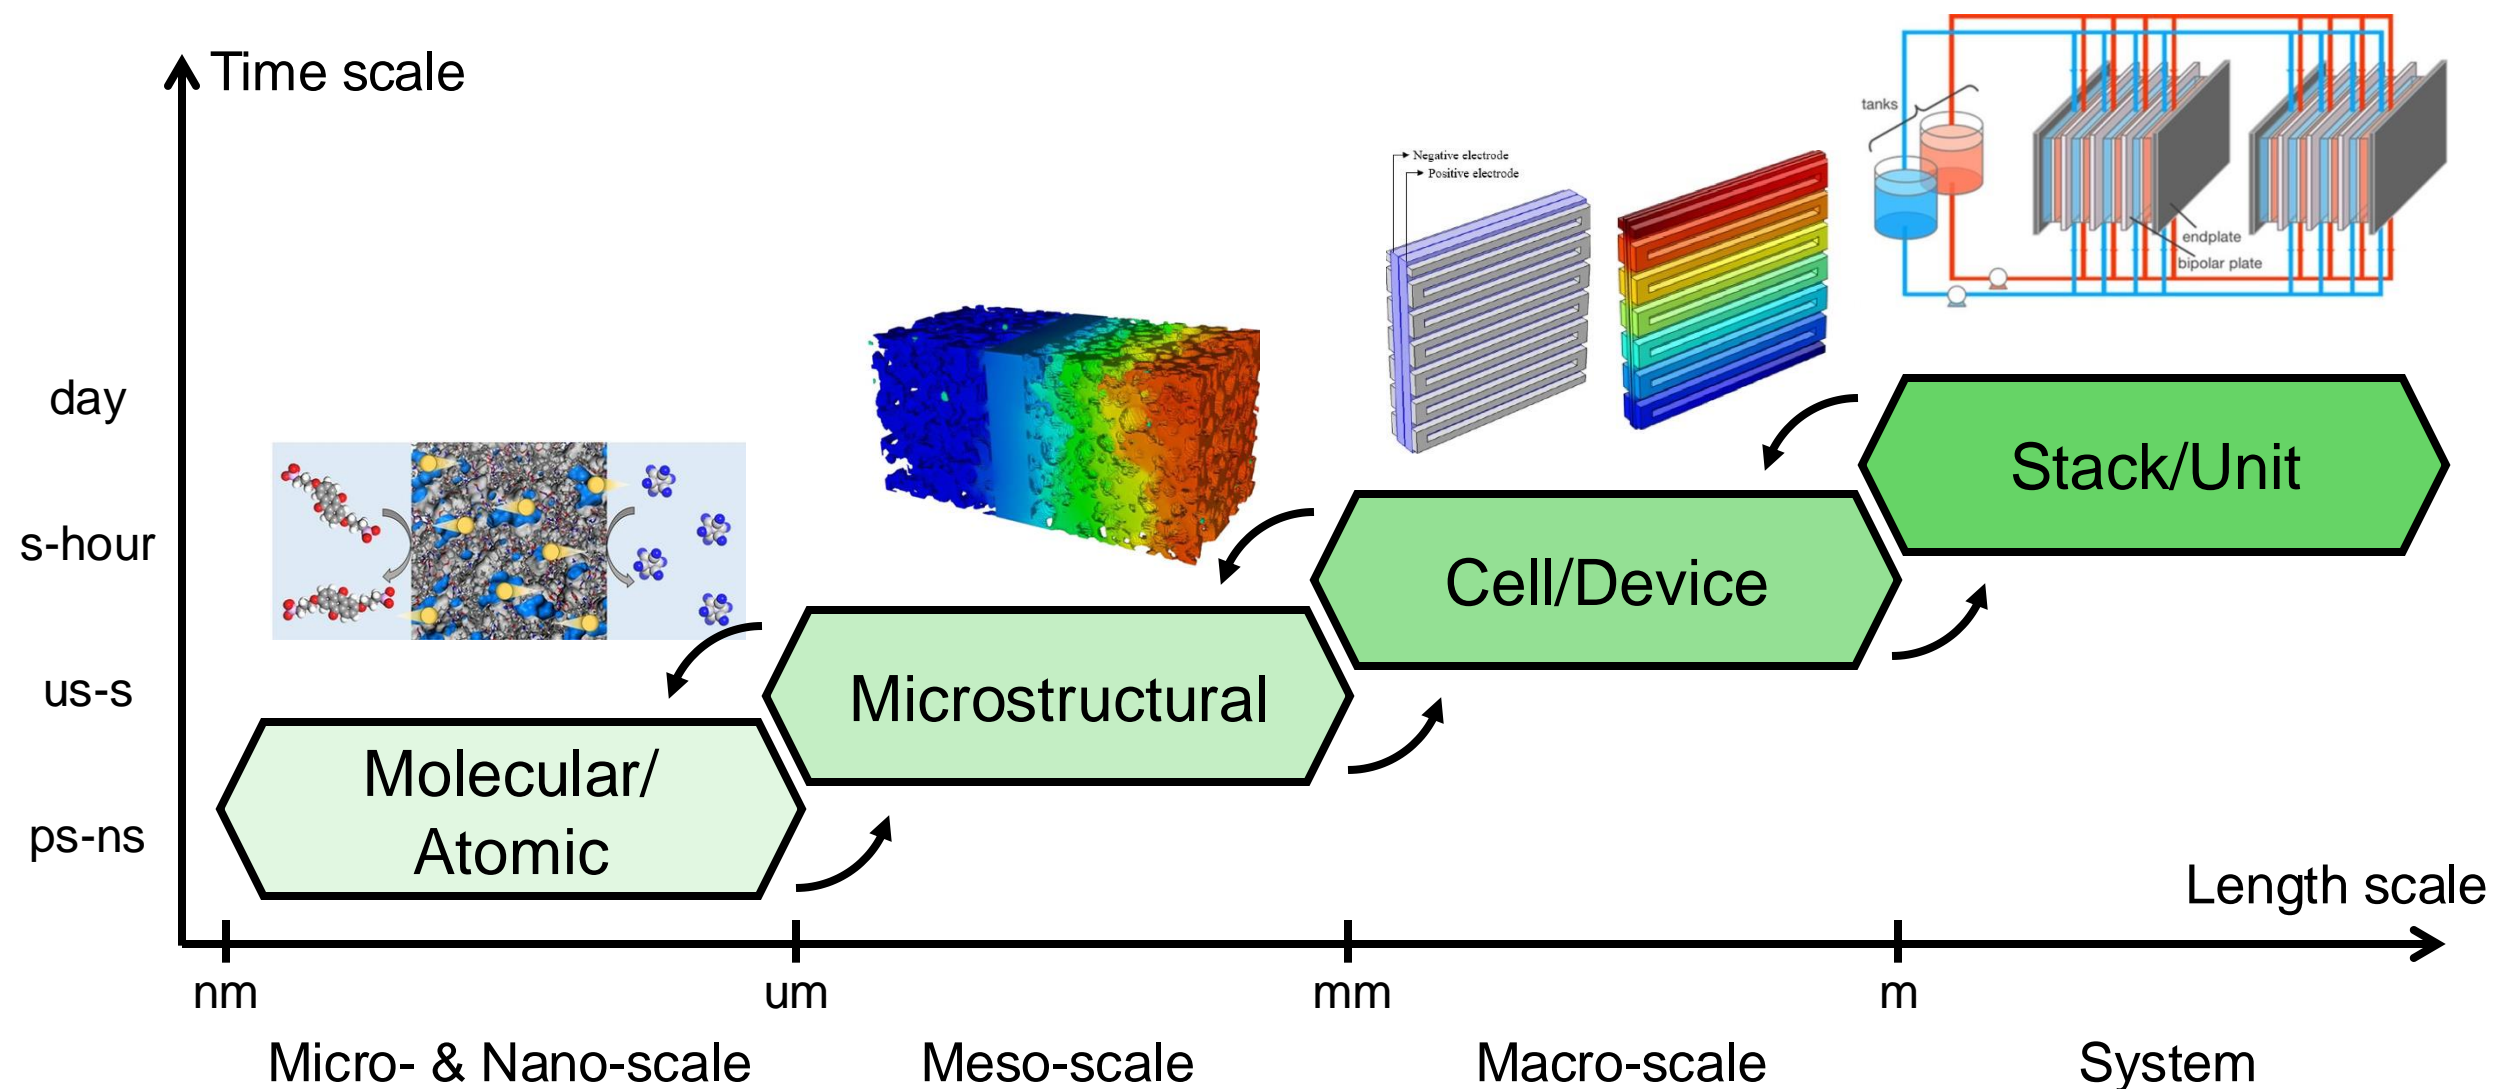 Time scale
tanks
Negative electrode
Positive electrode
endplate
bipolar plate
day
s-hour
us-s
ps-ns
Stack/Unit
Cell/Device
Microstructural
Molecular/
Atomic
Length scale
nm
um
mm
m
Micro- & Nano-scale
Meso-scale
Macro-scale
System